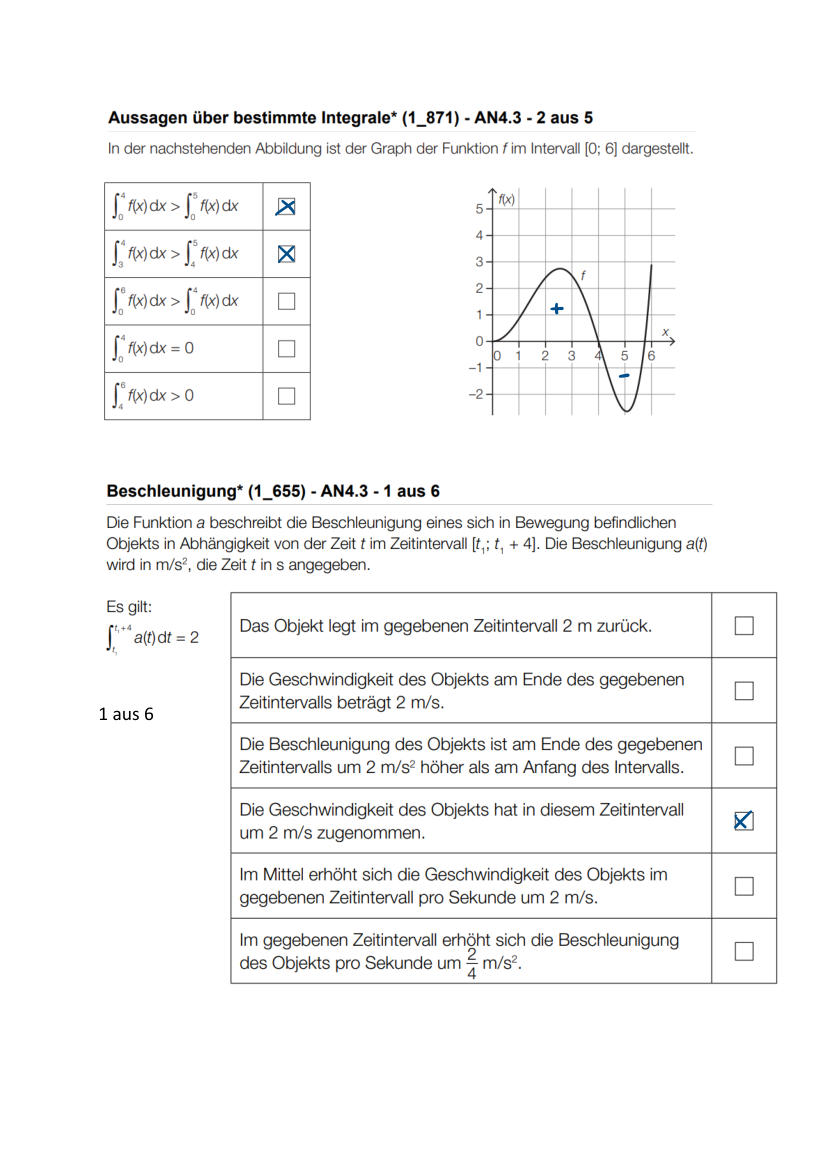 Aussagen über bestimmte Integrale* (1_871) - AN4.3 - 2 aus 5
In der nachstehenden Abbildung ist der Graph der Funktion f im Intervall [0; 6] dargestellt.
∫₀⁴ f(x) dx > ∫₀⁵ f(x) dx ☒
∫₃⁴ f(x) dx > ∫₄⁵ f(x) dx ☒
∫₀⁶ f(x) dx > ∫₀⁴ f(x) dx ☐
∫₀⁴ f(x) dx = 0 ☐
∫₄⁶ f(x) dx > 0 ☐
f(x)
5
4
3
f
2
1
+
x
0
0 1 2 3 4 5 6
−1
−
−2
Beschleunigung* (1_655) - AN4.3 - 1 aus 6
Die Funktion a beschreibt die Beschleunigung eines sich in Bewegung befindlichen
Objekts in Abhängigkeit von der Zeit t im Zeitintervall [t₁; t₁ + 4]. Die Beschleunigung a(t)
wird in m/s², die Zeit t in s angegeben.
Es gilt:
∫_{t₁}^{t₁+4} a(t) dt = 2
1 aus 6
Das Objekt legt im gegebenen Zeitintervall 2 m zurück. ☐
Die Geschwindigkeit des Objekts am Ende des gegebenen
Zeitintervalls beträgt 2 m/s. ☐
Die Beschleunigung des Objekts ist am Ende des gegebenen
Zeitintervalls um 2 m/s² höher als am Anfang des Intervalls. ☐
Die Geschwindigkeit des Objekts hat in diesem Zeitintervall
um 2 m/s zugenommen. ☒
Im Mittel erhöht sich die Geschwindigkeit des Objekts im
gegebenen Zeitintervall pro Sekunde um 2 m/s. ☐
Im gegebenen Zeitintervall erhöht sich die Beschleunigung
des Objekts pro Sekunde um 2/4 m/s². ☐